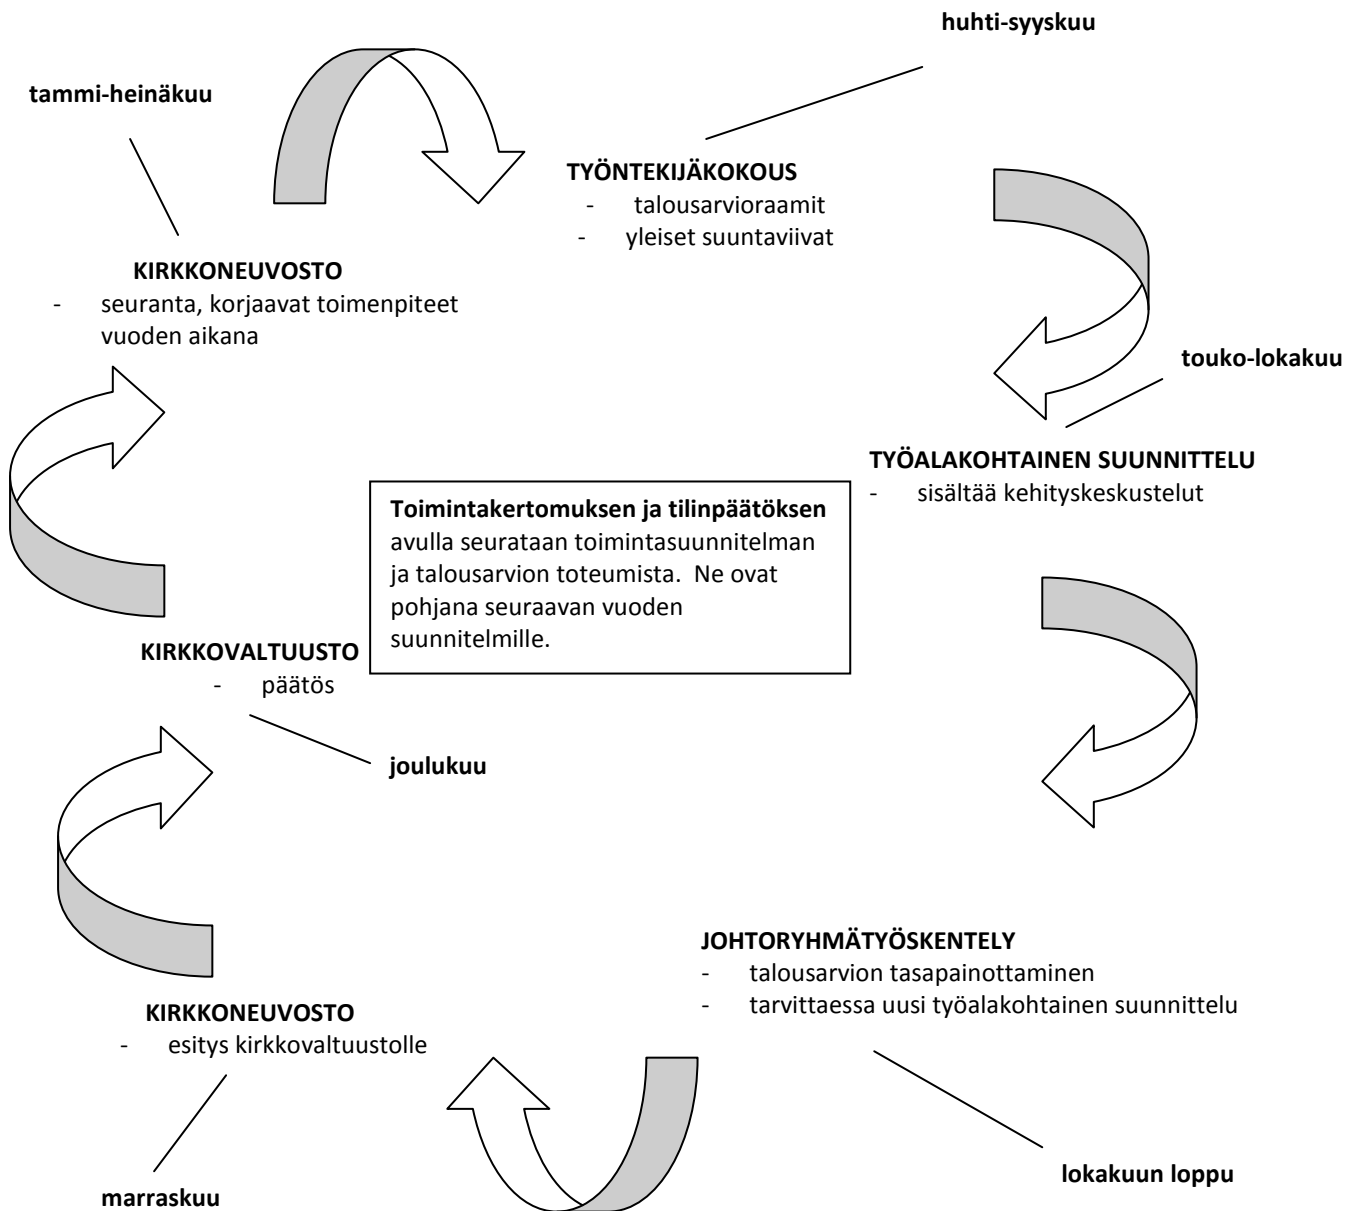 huhti-syyskuu
tammi-heinäkuu
TYÖNTEKIJÄKOKOUS
- talousarvioraamit
- yleiset suuntaviivat
KIRKKONEUVOSTO
- seuranta, korjaavat toimenpiteet
vuoden aikana
touko-lokakuu
TYÖALAKOHTAINEN SUUNNITTELU
- sisältää kehityskeskustelut
Toimintakertomuksen ja tilinpäätöksen
avulla seurataan toimintasuunnitelman
ja talousarvion toteumista. Ne ovat
pohjana seuraavan vuoden
suunnitelmille.
KIRKKOVALTUUSTO
- päätös
joulukuu
JOHTORYHMÄTYÖSKENTELY
- talousarvion tasapainottaminen
- tarvittaessa uusi työalakohtainen suunnittelu
KIRKKONEUVOSTO
- esitys kirkkovaltuustolle
lokakuun loppu
marraskuu